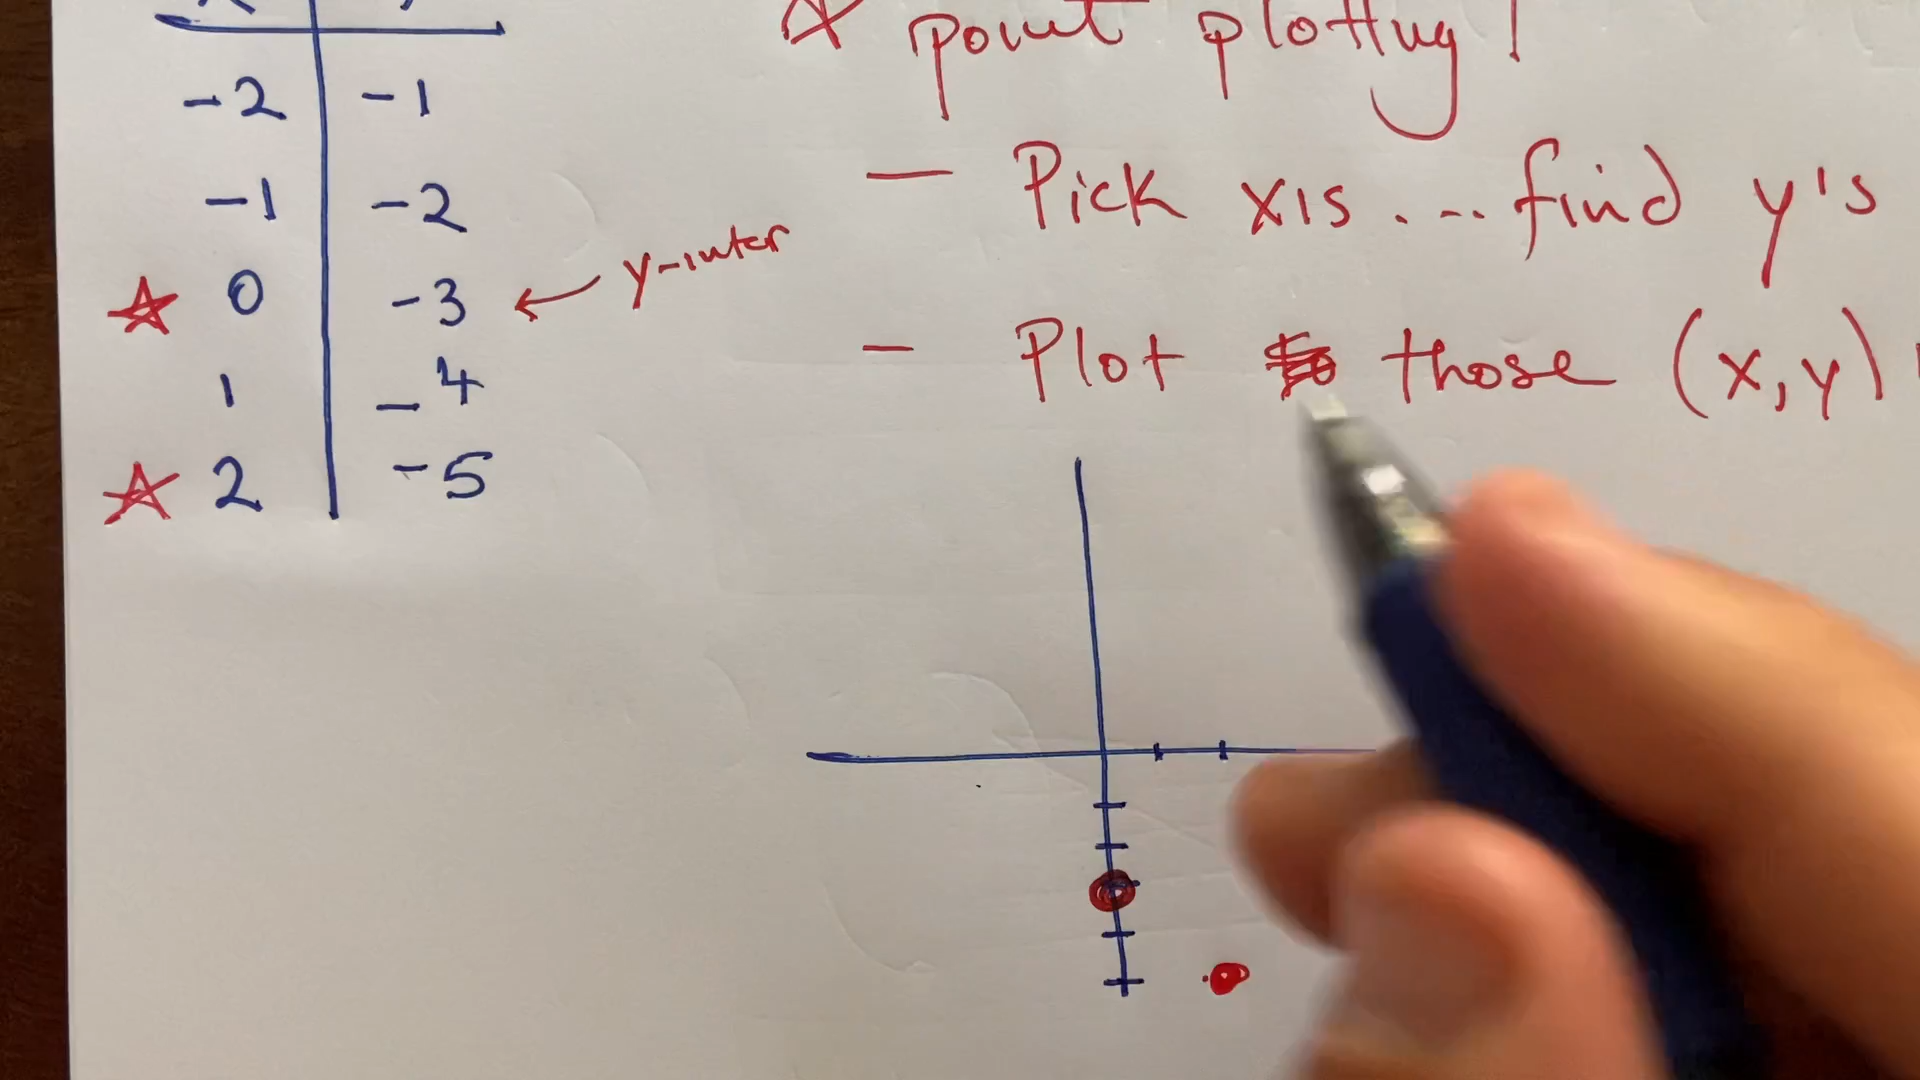 point plotting!
-2 -1
-1 -2
0 -3 ← y-inter
1 -4
2 -5
— Pick x's ... find y's
- Plot those (x,y)